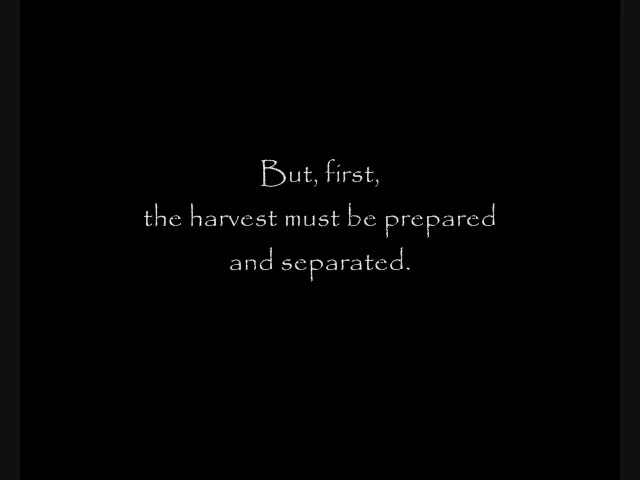 But, first,
the harvest must be prepared
and separated.